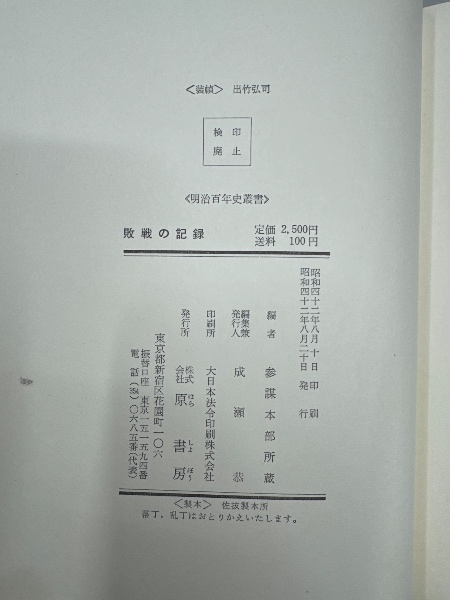 〈装幀〉 出竹弘司
検印
廃止
《明治百年史叢書》
敗戦の記録
定価 2,500円
送料 100円
昭和四十二年八月 十 日 印 刷
昭和四十二年八月二十日 発 行
編 者 参謀本部所蔵
編集兼
発行人 成瀬恭
印刷所 大日本法令印刷株式会社
発行所 株式会社 原書房
はら しょ ぼう
東京都新宿区花園町一〇六
振替口座 東京一五一五九四番
電 話 (354) 〇六八五番(代表)
〈製本〉 佐抜製本所
落丁、乱丁はおとりかえいたします。